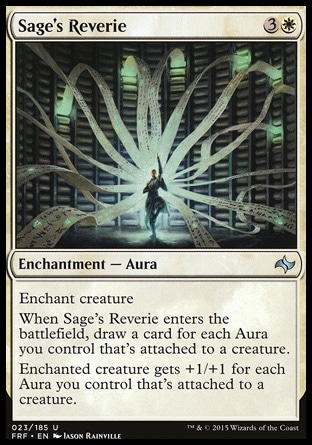 Sage's Reverie 3
Enchantment — Aura
Enchant creature
When Sage's Reverie enters the
battlefield, draw a card for each Aura
you control that's attached to a creature.
Enchanted creature gets +1/+1 for each
Aura you control that's attached to a
creature.
023/185 U
FRF • EN Jason Rainville
™ & © 2015 Wizards of the Coast